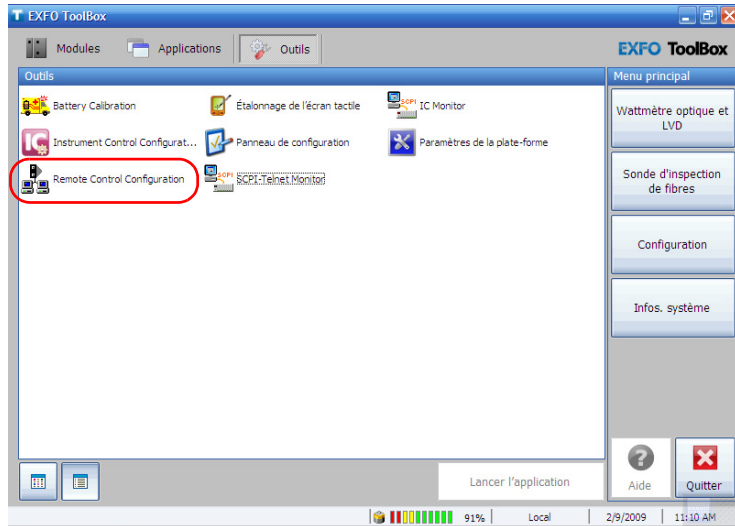 EXFO ToolBox
Modules Applications Outils EXFO ToolBox
Outils
Battery Calibration Étalonnage de l'écran tactile SCPI IC Monitor
IC Instrument Control Configurat... Panneau de configuration Paramètres de la plate-forme
Remote Control Configuration SCPI SCPI-Telnet Monitor
Menu principal
Wattmètre optique et
LVD
Sonde d'inspection
de fibres
Configuration
Infos. système
Lancer l'application
Aide Quitter
91% Local 2/9/2009 11:10 AM